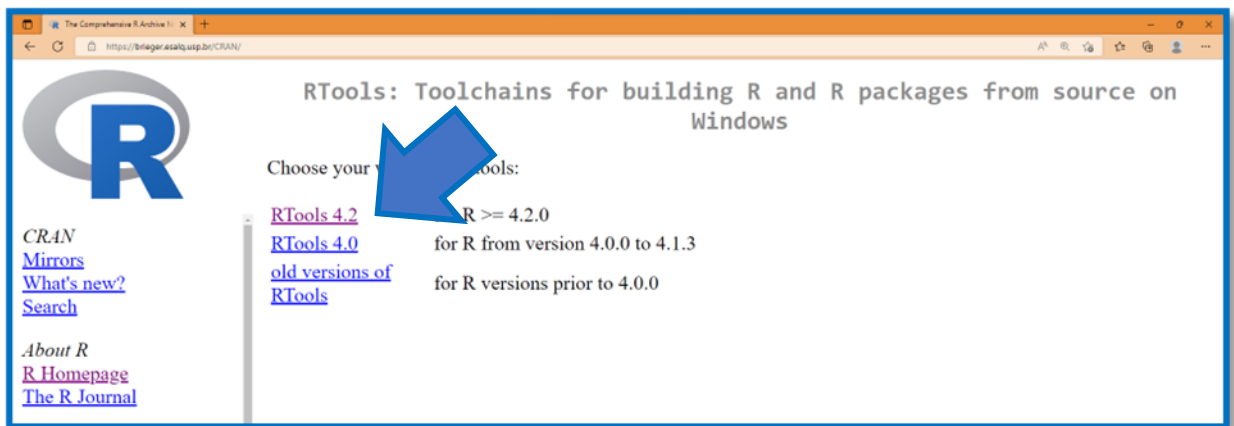 The Comprehensive R Archive N
https://brieger.esalq.usp.br/CRAN/
R
RTools: Toolchains for building R and R packages from source on
Windows
Choose your v ools:
RTools 4.2 R >= 4.2.0
RTools 4.0 for R from version 4.0.0 to 4.1.3
old versions of
RTools
for R versions prior to 4.0.0
CRAN
Mirrors
What's new?
Search
About R
R Homepage
The R Journal